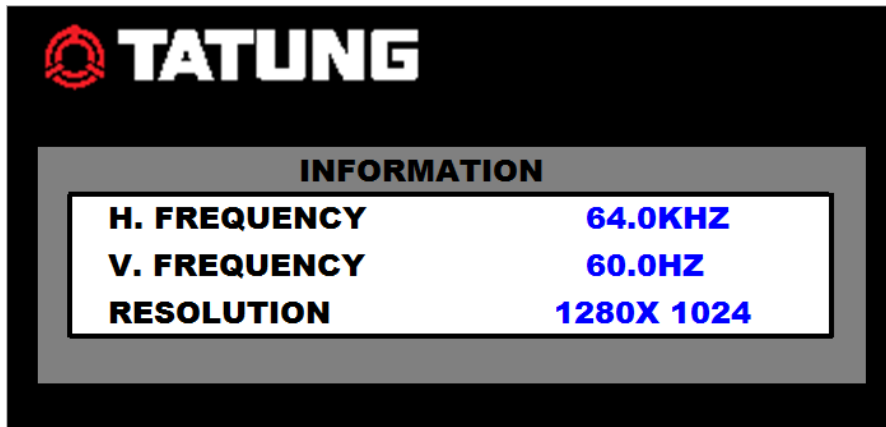 TATUNG
INFORMATION
H. FREQUENCY 64.0KHZ
V. FREQUENCY 60.0HZ
RESOLUTION 1280X 1024